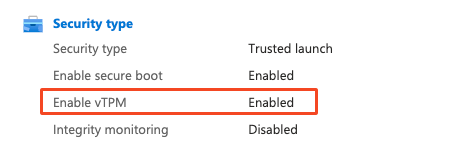 Security type
Security type Trusted launch
Enable secure boot Enabled
Enable vTPM Enabled
Integrity monitoring Disabled